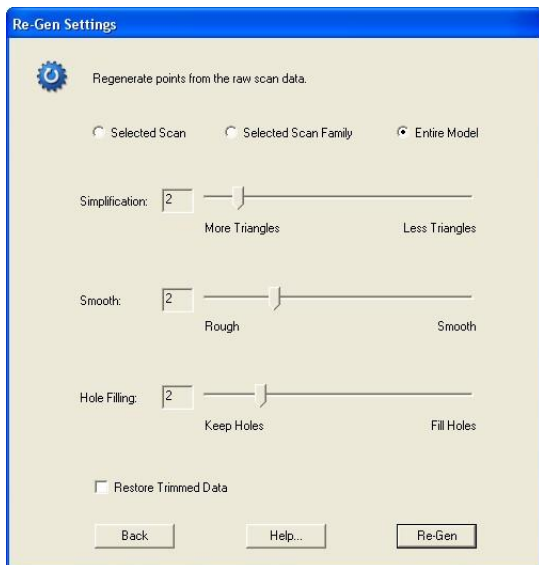 Re-Gen Settings
Regenerate points from the raw scan data.
Selected Scan Selected Scan Family Entire Model
Simplification: 2
More Triangles Less Triangles
Smooth: 2
Rough Smooth
Hole Filling: 2
Keep Holes Fill Holes
Restore Trimmed Data
Back Help... Re-Gen